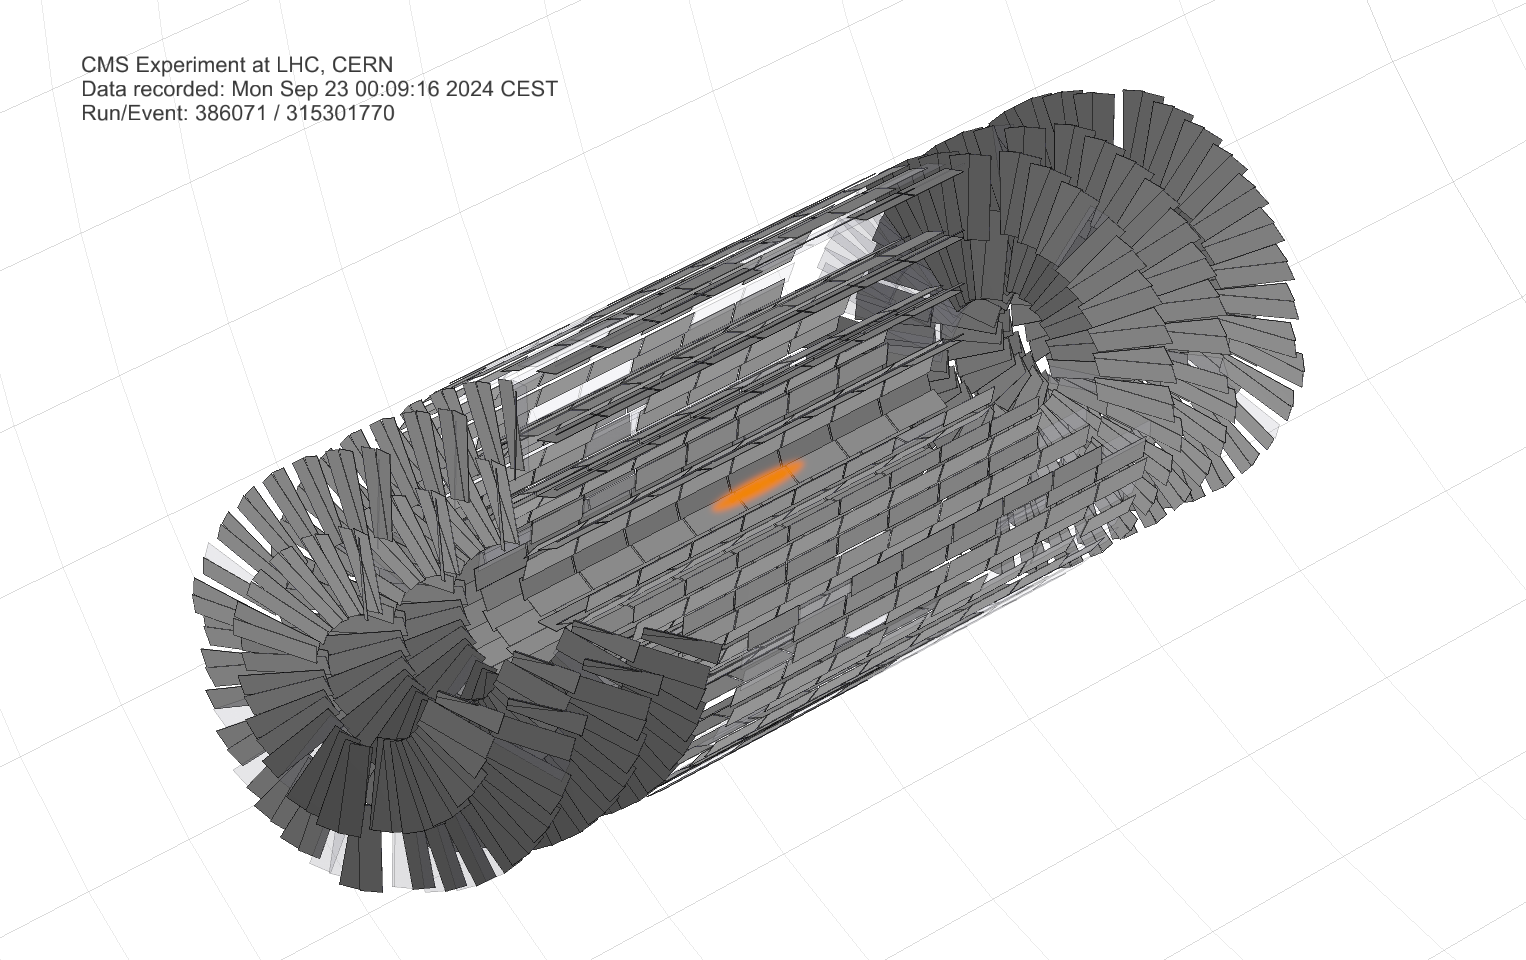 CMS Experiment at LHC, CERN
Data recorded: Mon Sep 23 00:09:16 2024 CEST
Run/Event: 386071 / 315301770